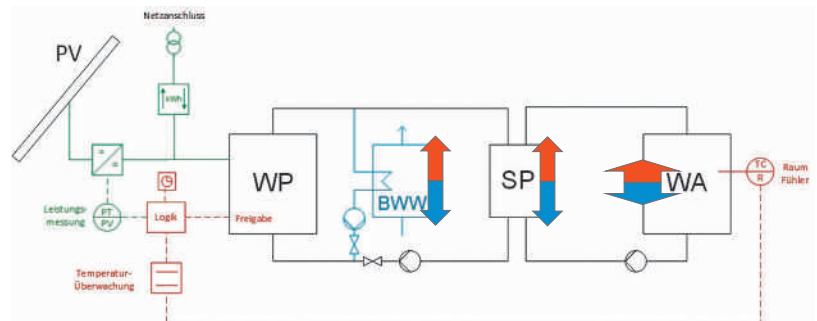 Netzanschluss
PV
kWh
=
=
WP
BWW
SP
WA
TC
R
Raum
Fühler
Leistungs-
messung
PT
PV
Logik
Freigabe
Temperatur-
Überwachung